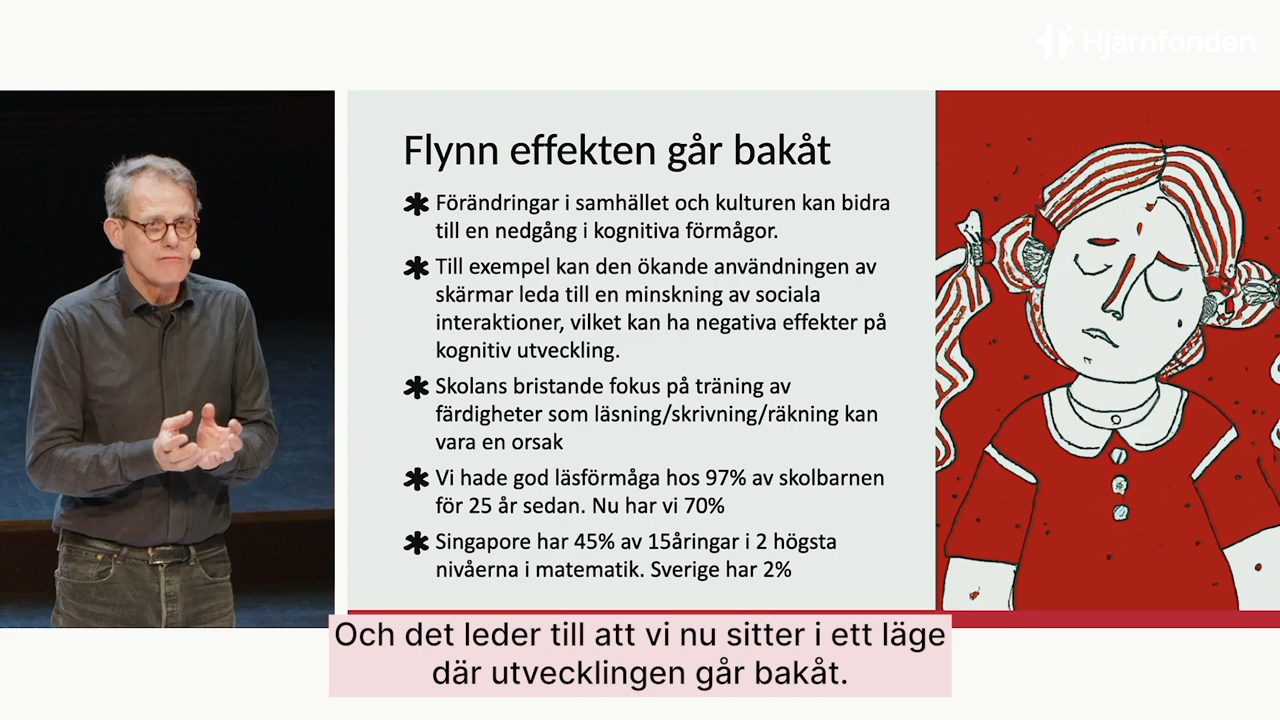 Hjärnfonden
Flynn effekten går bakåt
Förändringar i samhället och kulturen kan bidra
till en nedgång i kognitiva förmågor.
Till exempel kan den ökande användningen av
skärmar leda till en minskning av sociala
interaktioner, vilket kan ha negativa effekter på
kognitiv utveckling.
Skolans bristande fokus på träning av
färdigheter som läsning/skrivning/räkning kan
vara en orsak
Vi hade god läsförmåga hos 97% av skolbarnen
för 25 år sedan. Nu har vi 70%
Singapore har 45% av 15åringar i 2 högsta
nivåerna i matematik. Sverige har 2%
Och det leder till att vi nu sitter i ett läge
där utvecklingen går bakåt.